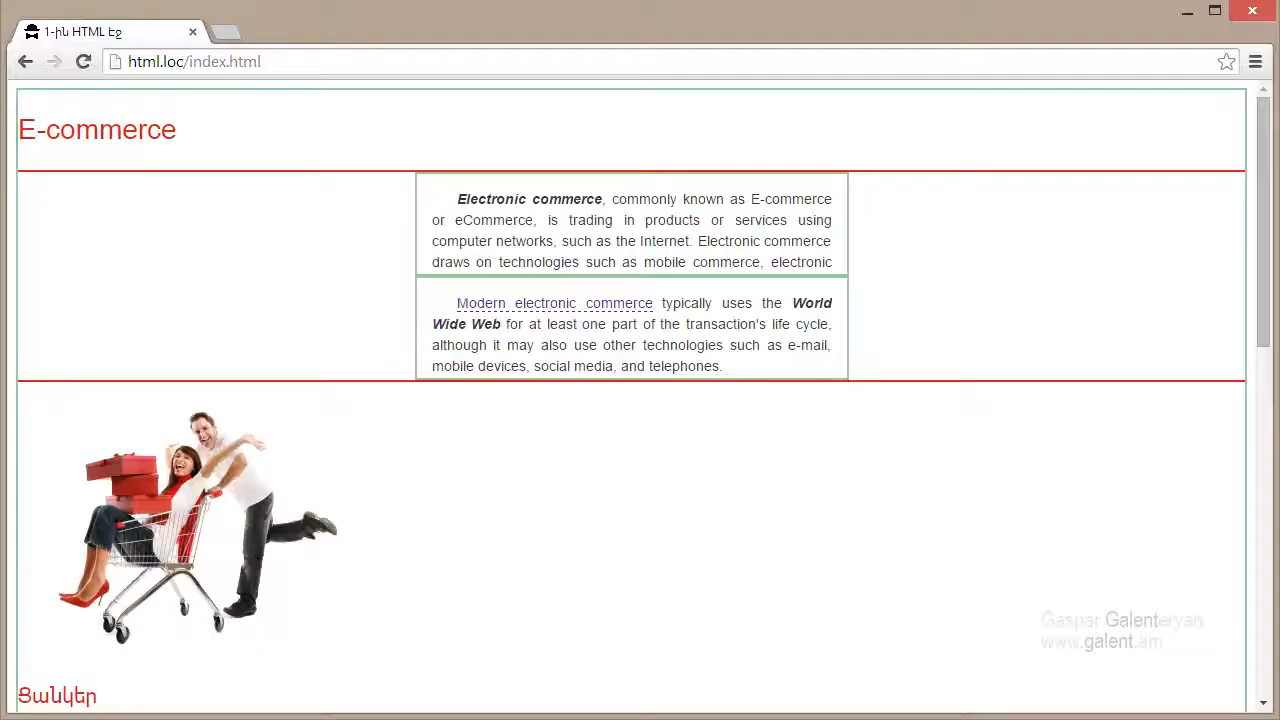 1-ին HTML էջ
html.loc/index.html
E-commerce
Electronic commerce, commonly known as E-commerce
or eCommerce, is trading in products or services using
computer networks, such as the Internet. Electronic commerce
draws on technologies such as mobile commerce, electronic
Modern electronic commerce typically uses the World
Wide Web for at least one part of the transaction's life cycle,
although it may also use other technologies such as e-mail,
mobile devices, social media, and telephones.
Gaspar Galenteryan
www.galent.am
Ցանկեր